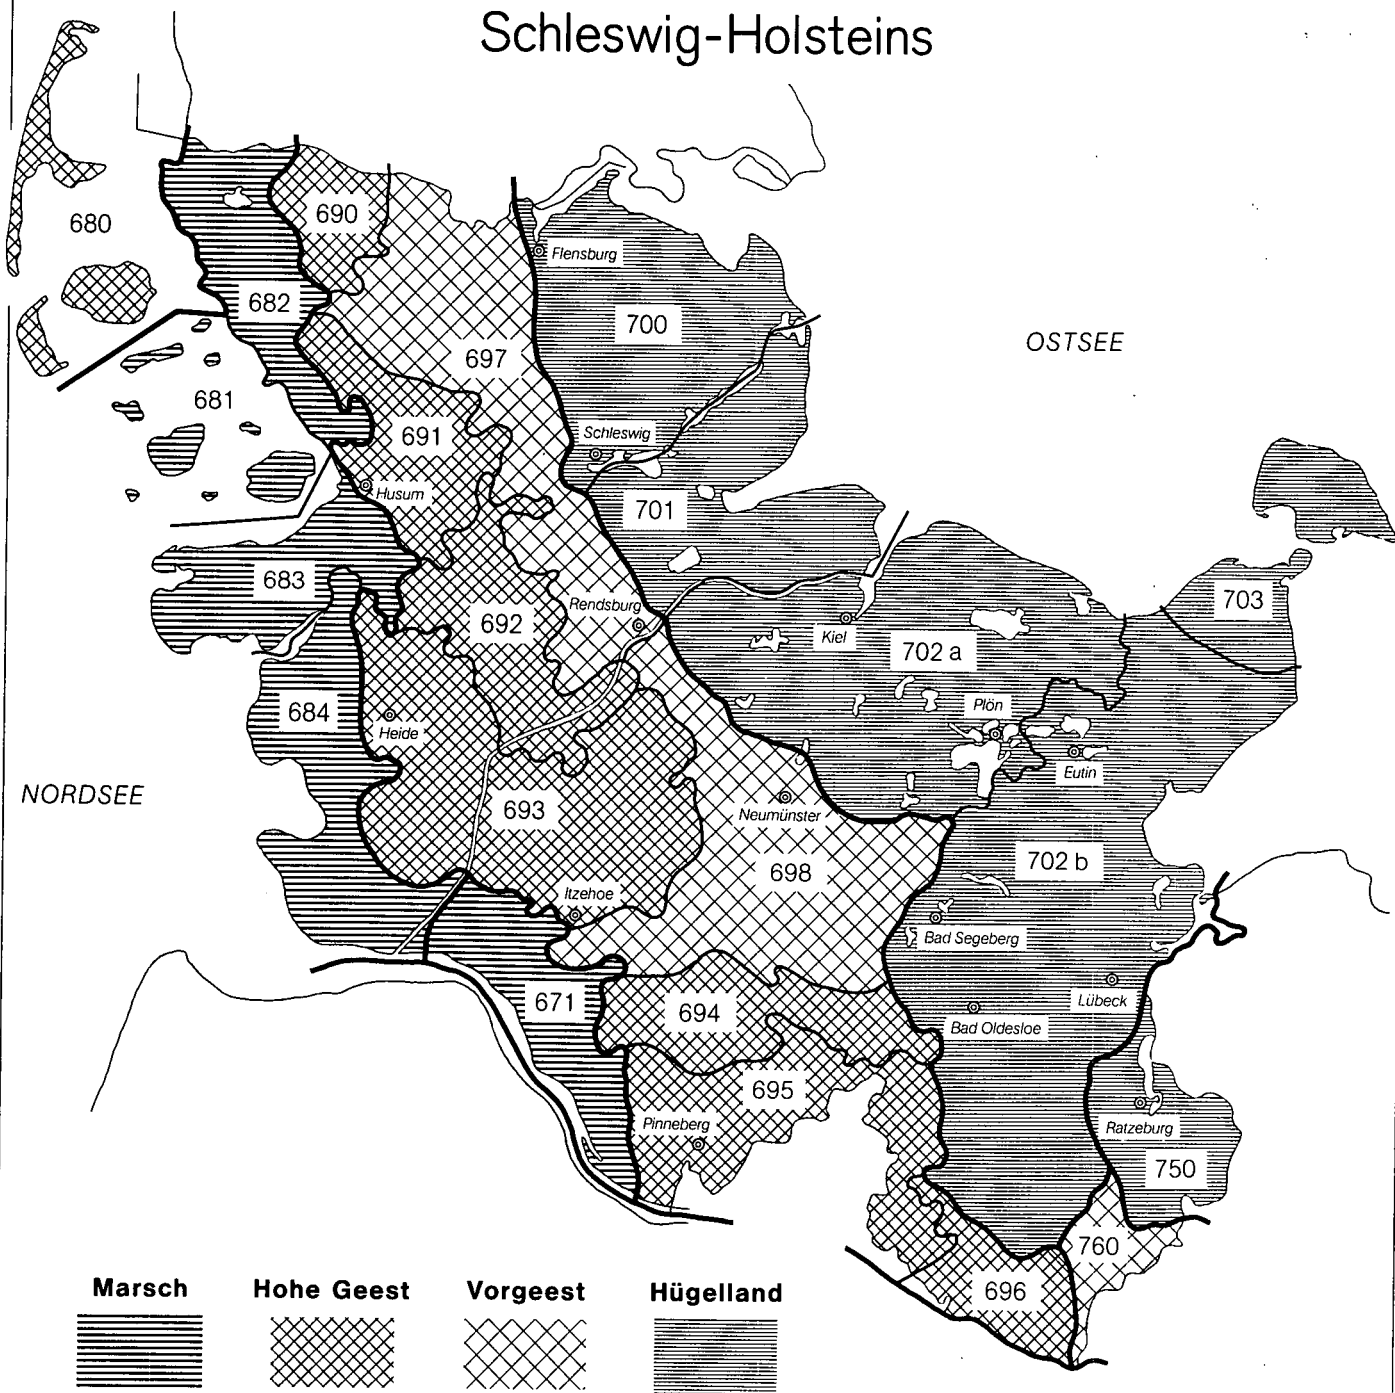 Schleswig-Holsteins
680
690
682
Flensburg
700
697
OSTSEE
681
691
Schleswig
Husum
701
683
692
Rendsburg
Kiel
703
702 a
684
Heide
Plön
Eutin
NORDSEE
693
Neumünster
698
702 b
Itzehoe
Bad Segeberg
671
694
Lübeck
Bad Oldesloe
695
Pinneberg
Ratzeburg
750
760
696
Marsch Hohe Geest Vorgeest Hügelland